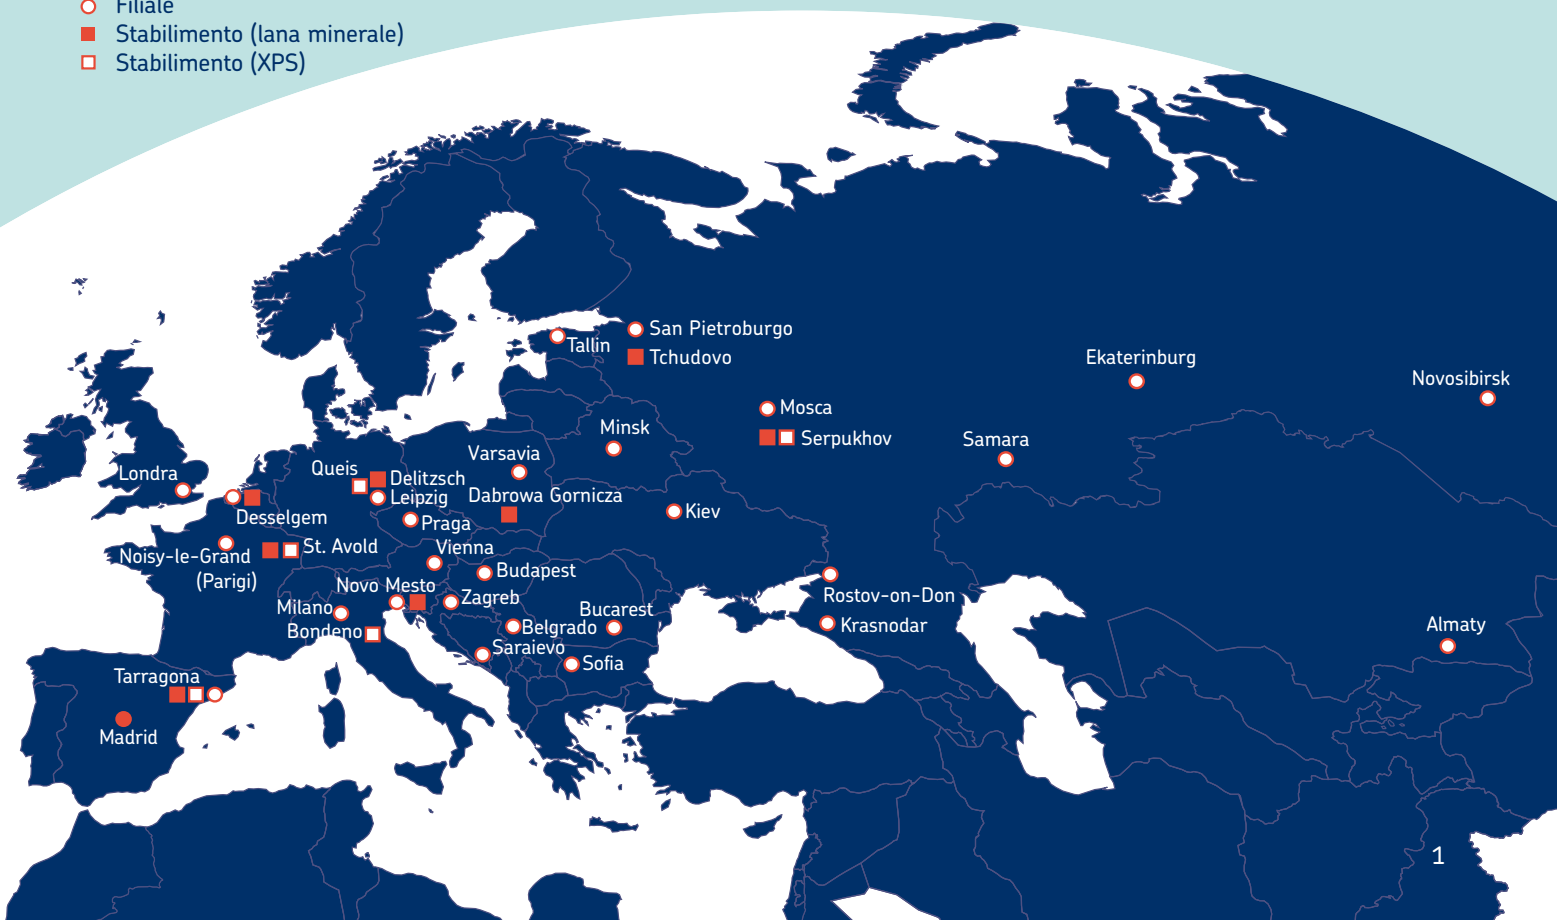 Filiale
Stabilimento (lana minerale)
Stabilimento (XPS)
San Pietroburgo
Tallin
Tchudovo
Ekaterinburg
Novosibirsk
Mosca
Minsk
Serpukhov
Samara
Varsavia
Londra
Queis
Delitzsch
Leipzig
Dabrowa Gornicza
Desselgem
Praga
Kiev
Noisy-le-Grand
(Parigi)
St. Avold
Vienna
Budapest
Novo Mesto
Zagreb
Rostov-on-Don
Milano
Bucarest
Bondeno
Belgrado
Krasnodar
Almaty
Saraievo
Sofia
Tarragona
Madrid
1